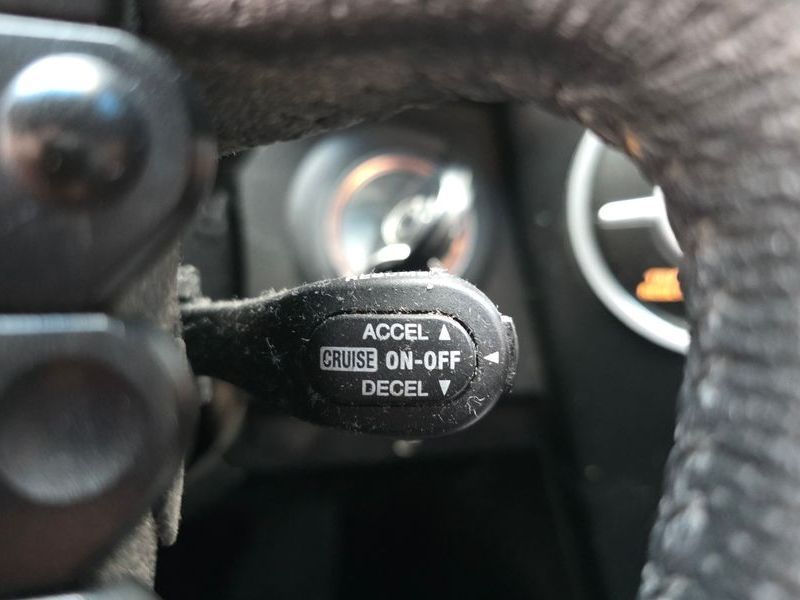 ACCEL ▲
CRUISE ON-OFF ◀
DECEL ▼